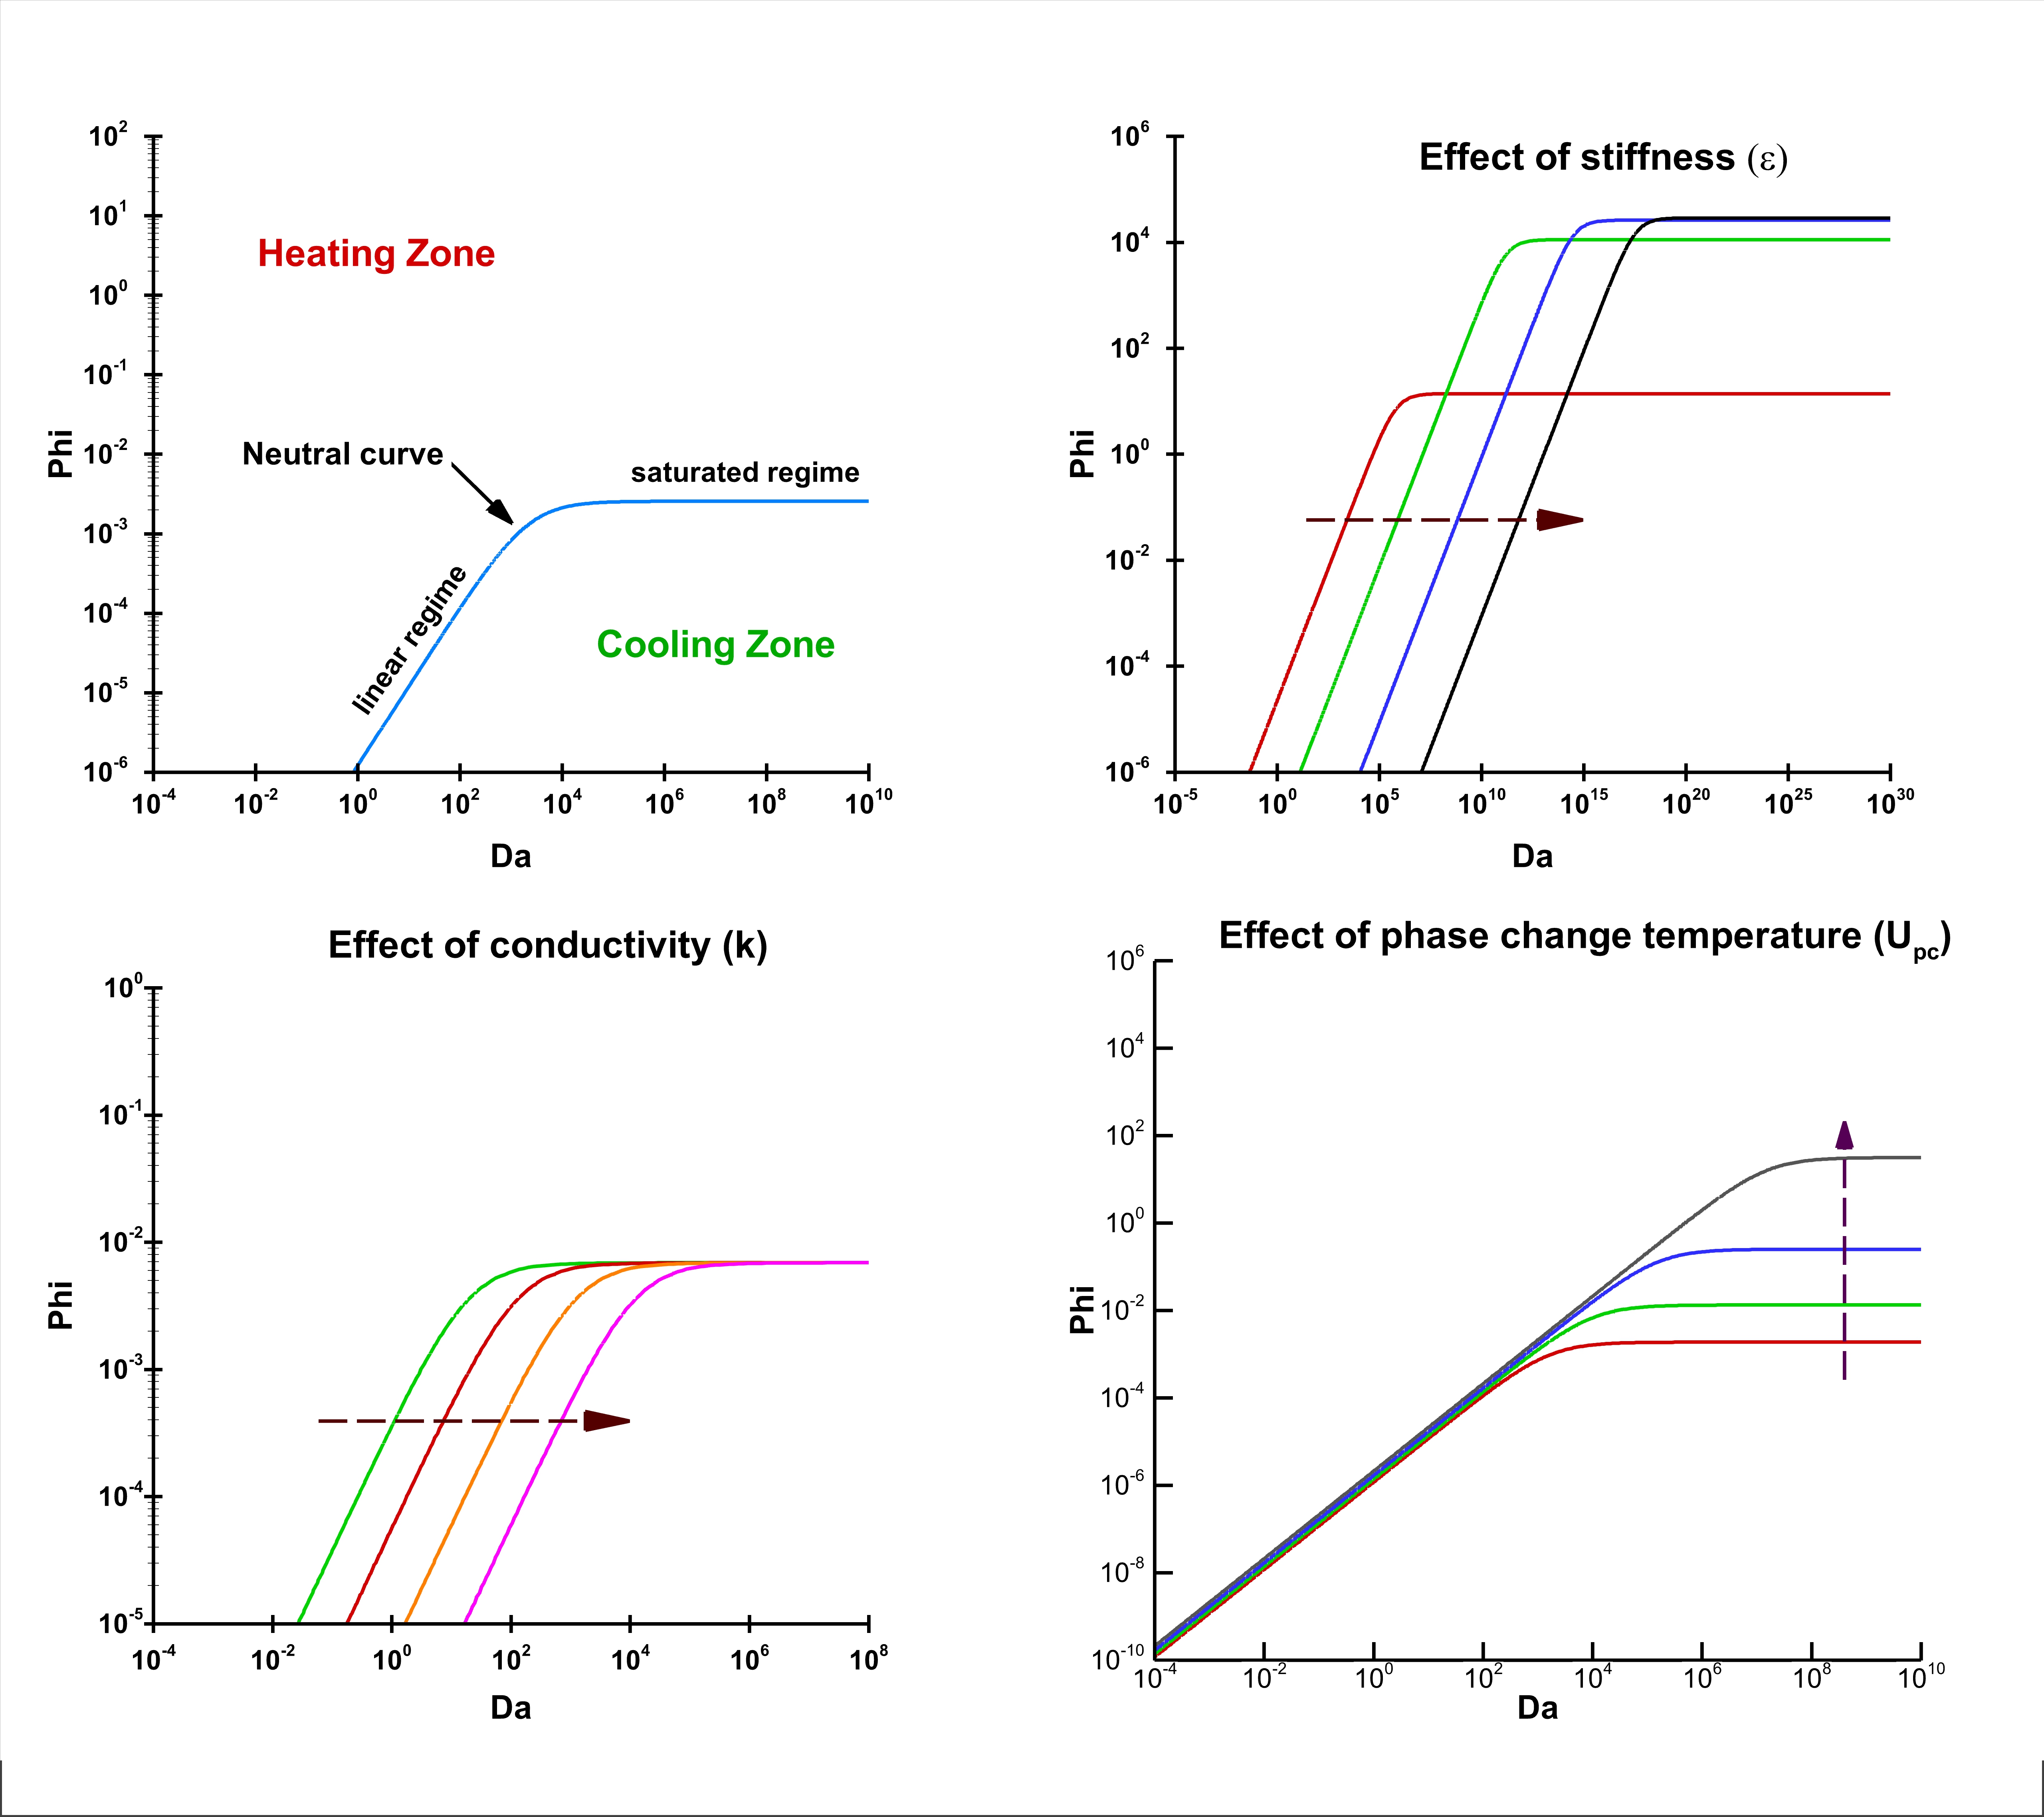 10^2
10^1
Heating Zone
10^0
10^-1
Phi
Neutral curve
10^-2
saturated regime
10^-3
linear regime
10^-4
Cooling Zone
10^-5
10^-6
10^-4 10^-2 10^0 10^2 10^4 10^6 10^8 10^10
Da
Effect of stiffness (ε)
10^6
10^4
10^2
Phi
10^0
10^-2
10^-4
10^-6
10^-5 10^0 10^5 10^10 10^15 10^20 10^25 10^30
Da
Effect of conductivity (k)
10^0
10^-1
10^-2
Phi
10^-3
10^-4
10^-5
10^-4 10^-2 10^0 10^2 10^4 10^6 10^8
Da
Effect of phase change temperature (U_pc)
10^6
10^4
10^2
10^0
Phi
10^-2
10^-4
10^-6
10^-8
10^-10
10^-4 10^-2 10^0 10^2 10^4 10^6 10^8 10^10
Da